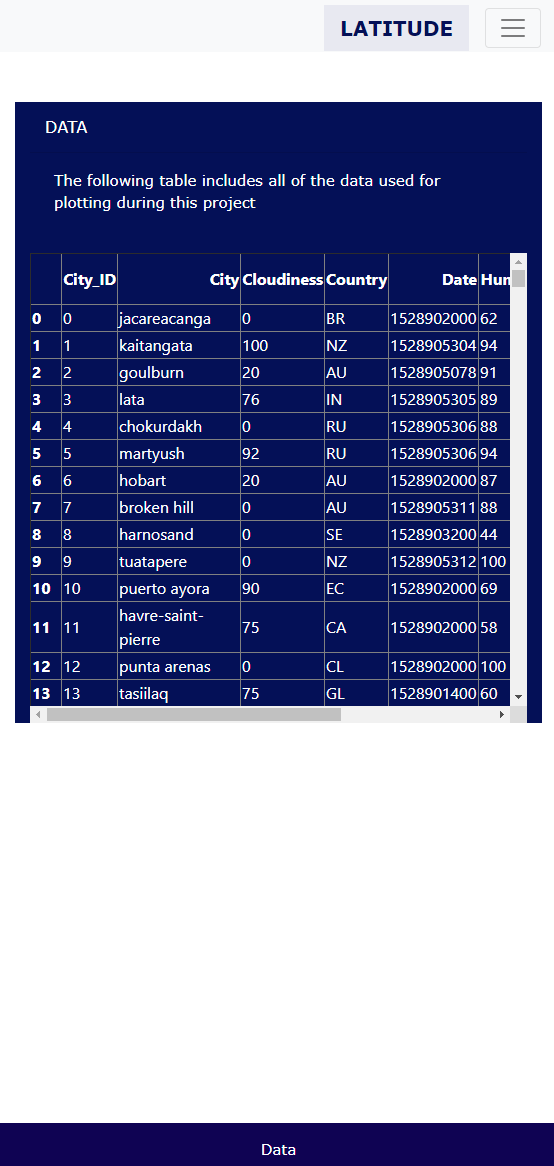 LATITUDE
DATA
The following table includes all of the data used for
plotting during this project
City_ID City Cloudiness Country Date Hun
0 0 jacareacanga 0 BR 1528902000 62
1 1 kaitangata 100 NZ 1528905304 94
2 2 goulburn 20 AU 1528905078 91
3 3 lata 76 IN 1528905305 89
4 4 chokurdakh 0 RU 1528905306 88
5 5 martyush 92 RU 1528905306 94
6 6 hobart 20 AU 1528902000 87
7 7 broken hill 0 AU 1528905311 88
8 8 harnosand 0 SE 1528903200 44
9 9 tuatapere 0 NZ 1528905312 100
10 10 puerto ayora 90 EC 1528902000 69
11 11 havre-saint-
pierre 75 CA 1528902000 58
12 12 punta arenas 0 CL 1528902000 100
13 13 tasiilaq 75 GL 1528901400 60
Data